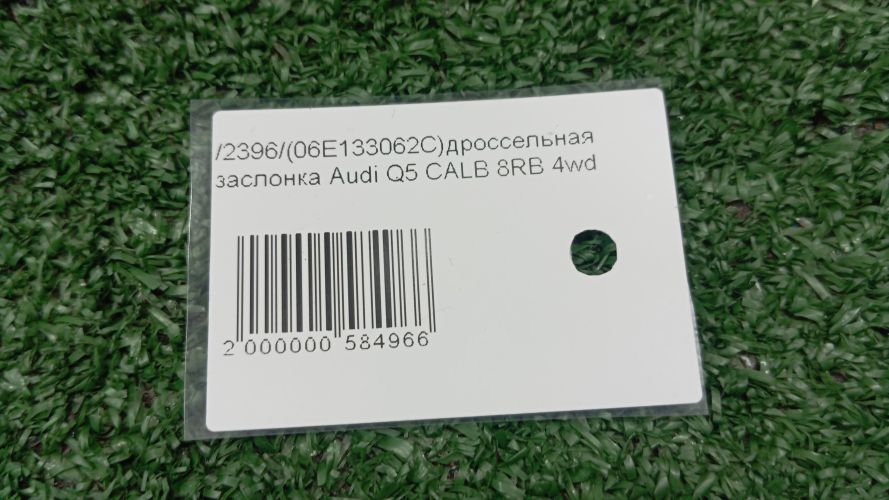 /2396/(06E133062C)дроссельная
заслонка Audi Q5 CALB 8RB 4wd
2 000000 584966